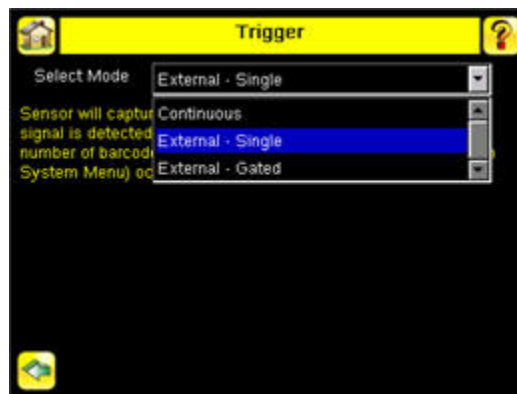 Trigger
?
Select Mode External - Single
Continuous
External - Single
External - Gated
Sensor will captur
signal is detected
number of barcod
System Menu) oc